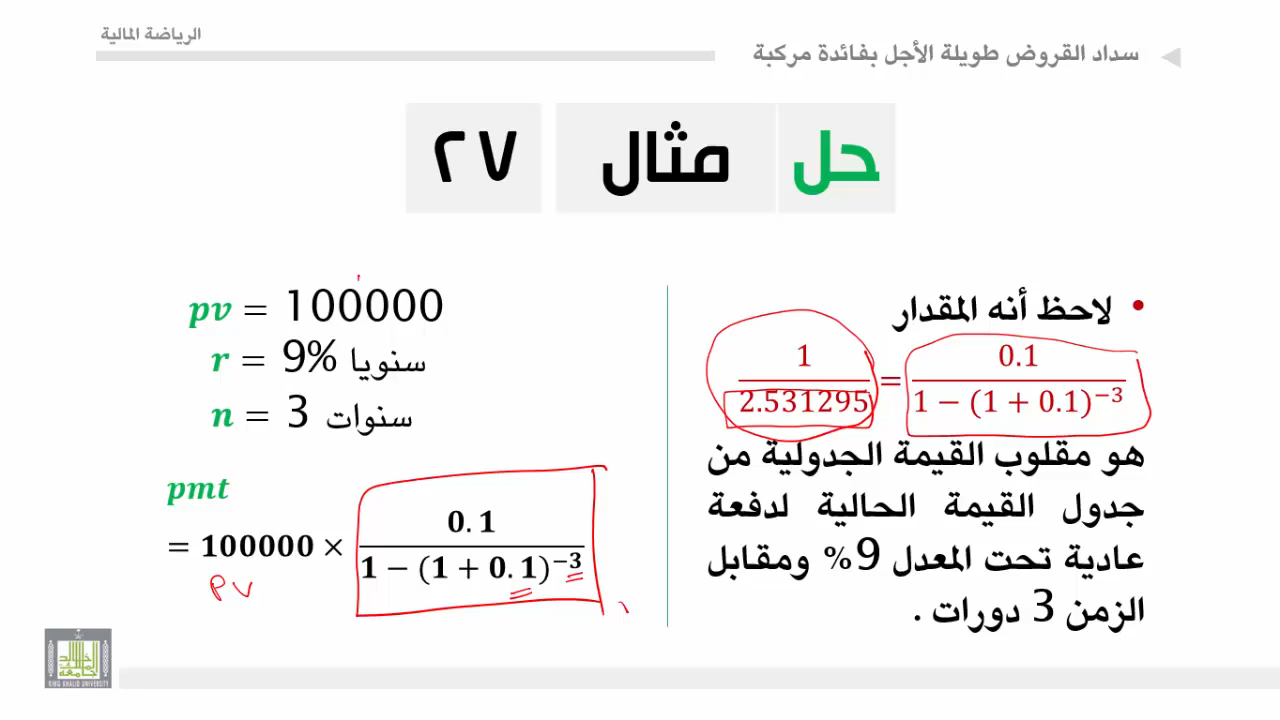 الرياضة المالية
سداد القروض طويلة الأجل بفائدة مركبة
حل مثال ٢٧
• لاحظ أنه المقدار
1 / 2.531295 = 0.1 / 1 − (1 + 0.1)⁻³
هو مقلوب القيمة الجدولية من
جدول القيمة الحالية لدفعة
عادية تحت المعدل 9% ومقابل
الزمن 3 دورات .
pv = 100000
r = 9% سنويا
n = 3 سنوات
pmt
= 100000 × 0.1 / 1 − (1 + 0.1)⁻³
PV
KING KHALID UNIVERSITY